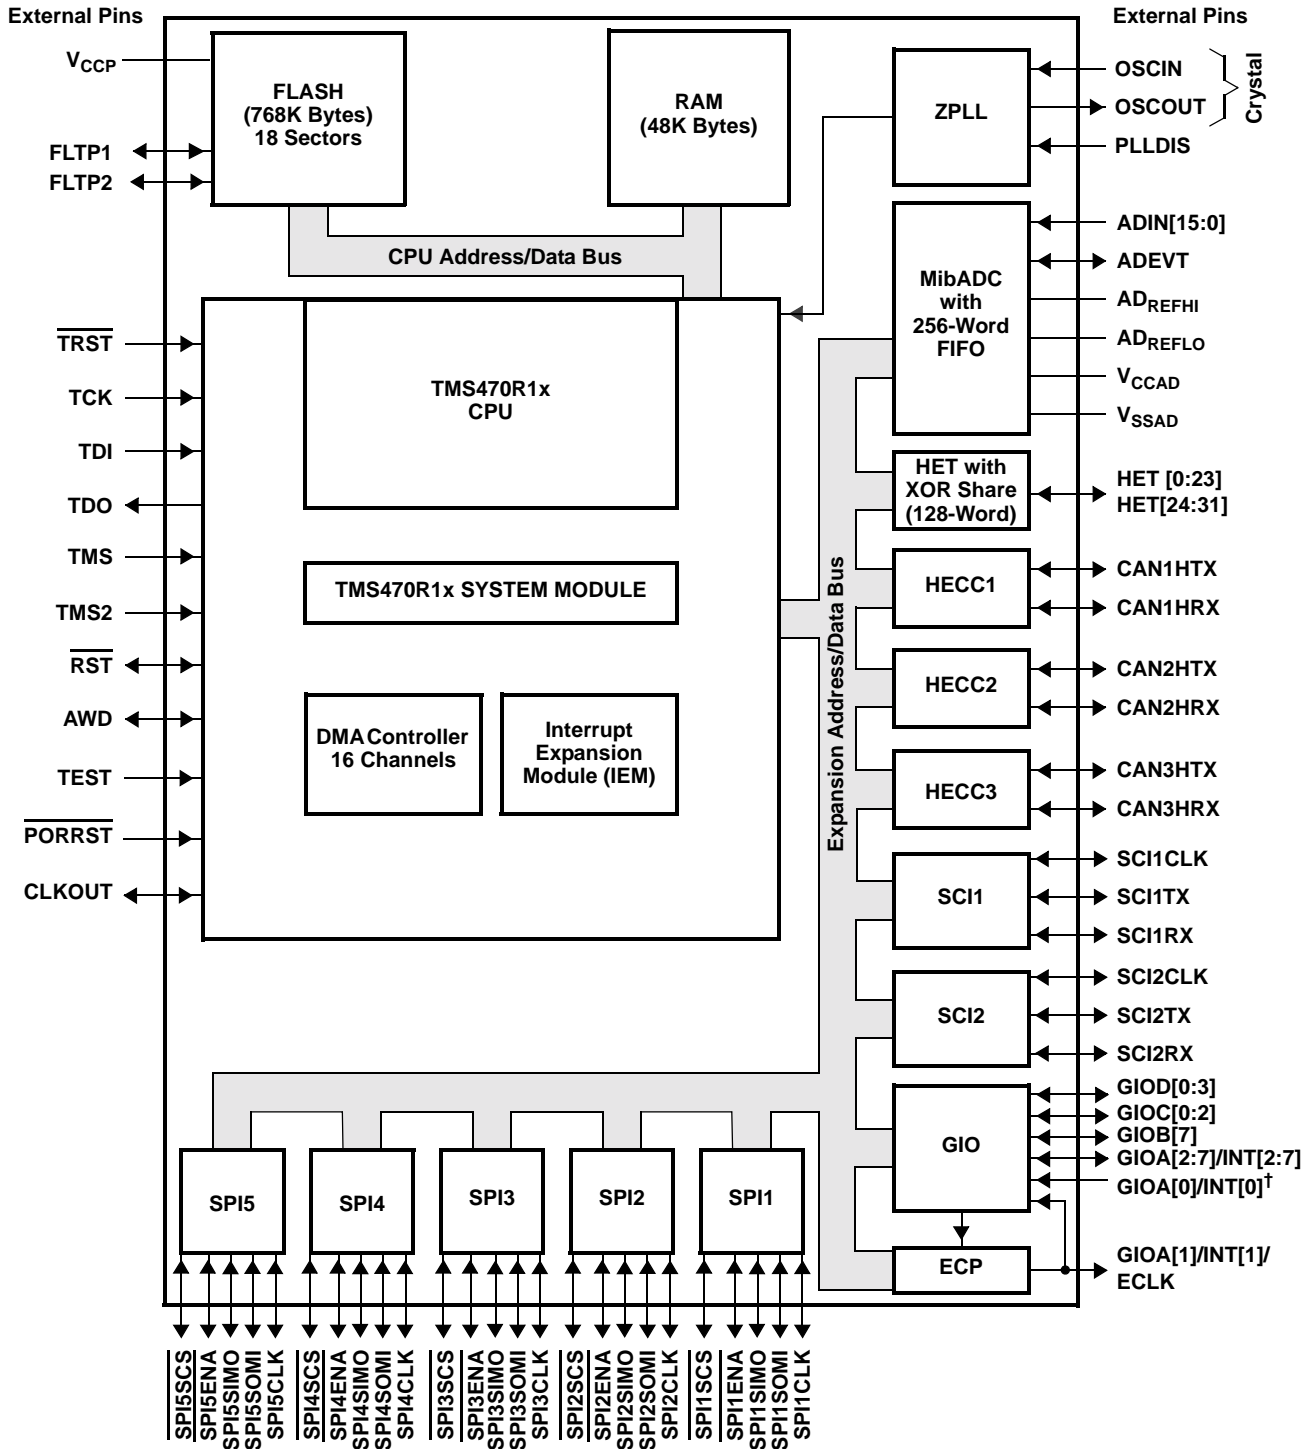 External Pins
External Pins
VCCP
FLTP1
FLTP2
FLASH
(768K Bytes)
18 Sectors
RAM
(48K Bytes)
ZPLL
OSCIN
OSCOUT
Crystal
PLLDIS
CPU Address/Data Bus
MibADC
with
256-Word
FIFO
ADIN[15:0]
ADEVT
ADREFHI
ADREFLO
VCCAD
VSSAD
TRST
TCK
TDI
TDO
TMS
TMS2
RST
AWD
TEST
PORRST
CLKOUT
TMS470R1x
CPU
TMS470R1x SYSTEM MODULE
DMA Controller
16 Channels
Interrupt
Expansion
Module (IEM)
Expansion Address/Data Bus
HET with
XOR Share
(128-Word)
HET [0:23]
HET[24:31]
HECC1
CAN1HTX
CAN1HRX
HECC2
CAN2HTX
CAN2HRX
HECC3
CAN3HTX
CAN3HRX
SCI1
SCI1CLK
SCI1TX
SCI1RX
SCI2
SCI2CLK
SCI2TX
SCI2RX
GIO
GIOD[0:3]
GIOC[0:2]
GIOB[7]
GIOA[2:7]/INT[2:7]
GIOA[0]/INT[0]†
ECP
GIOA[1]/INT[1]/
ECLK
SPI5
SPI4
SPI3
SPI2
SPI1
SPI5SCS
SPI5ENA
SPI5SIMO
SPI5SOMI
SPI5CLK
SPI4SCS
SPI4ENA
SPI4SIMO
SPI4SOMI
SPI4CLK
SPI3SCS
SPI3ENA
SPI3SIMO
SPI3SOMI
SPI3CLK
SPI2SCS
SPI2ENA
SPI2SIMO
SPI2SOMI
SPI2CLK
SPI1SCS
SPI1ENA
SPI1SIMO
SPI1SOMI
SPI1CLK